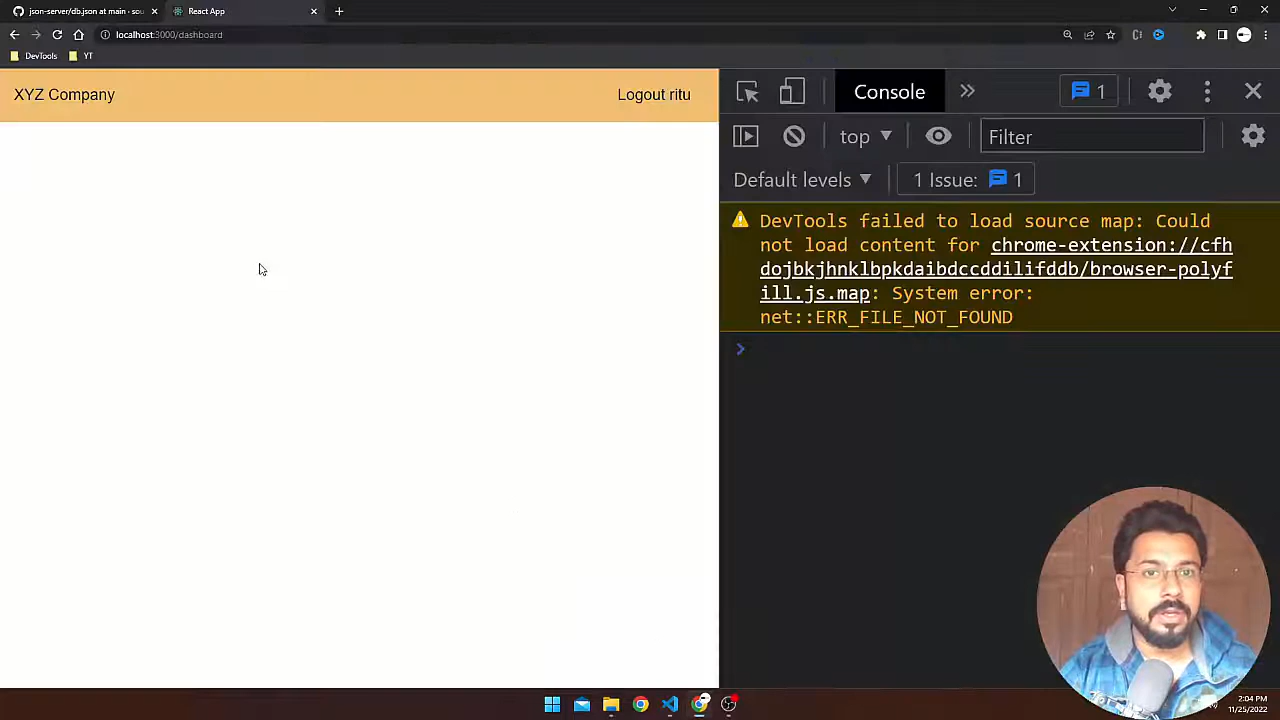 json-server/db.json at main · sou
React App
localhost:3000/dashboard
DevTools
YT
XYZ Company
Logout ritu
Console
1
top
Filter
Default levels
1 Issue:
1
DevTools failed to load source map: Could
not load content for chrome-extension://cfh
dojbkjhnklbpkdaibdccddilifddb/browser-polyf
ill.js.map: System error:
net::ERR_FILE_NOT_FOUND
2:04 PM
11/25/2022